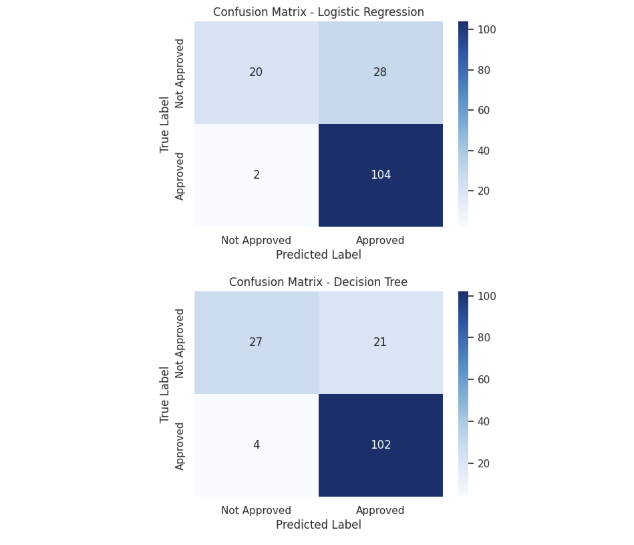 Confusion Matrix - Logistic Regression
True Label
Not Approved
Approved
20 28
2 104
Not Approved Approved
Predicted Label
100
80
60
40
20
Confusion Matrix - Decision Tree
True Label
Not Approved
Approved
27 21
4 102
Not Approved Approved
Predicted Label
100
80
60
40
20